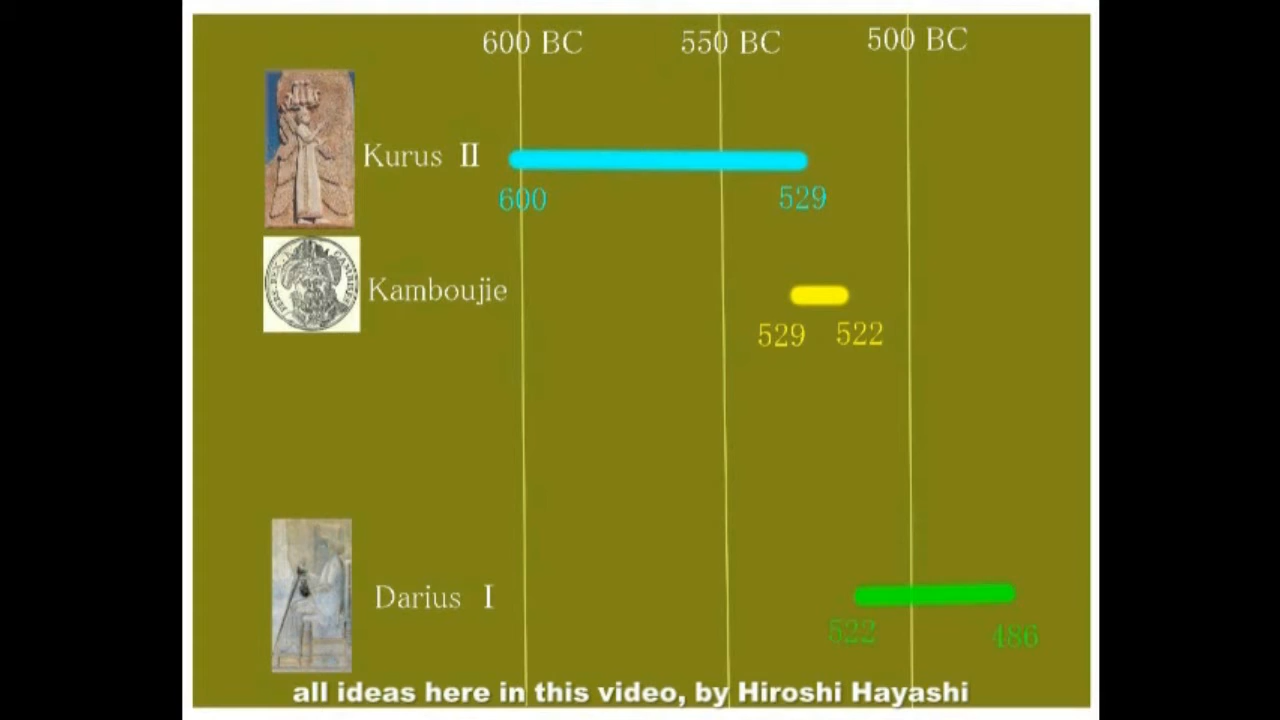 600 BC 550 BC 500 BC
Kurus Ⅱ
600 529
Kamboujie
529 522
Darius Ⅰ
522 486
all ideas here in this video, by Hiroshi Hayashi